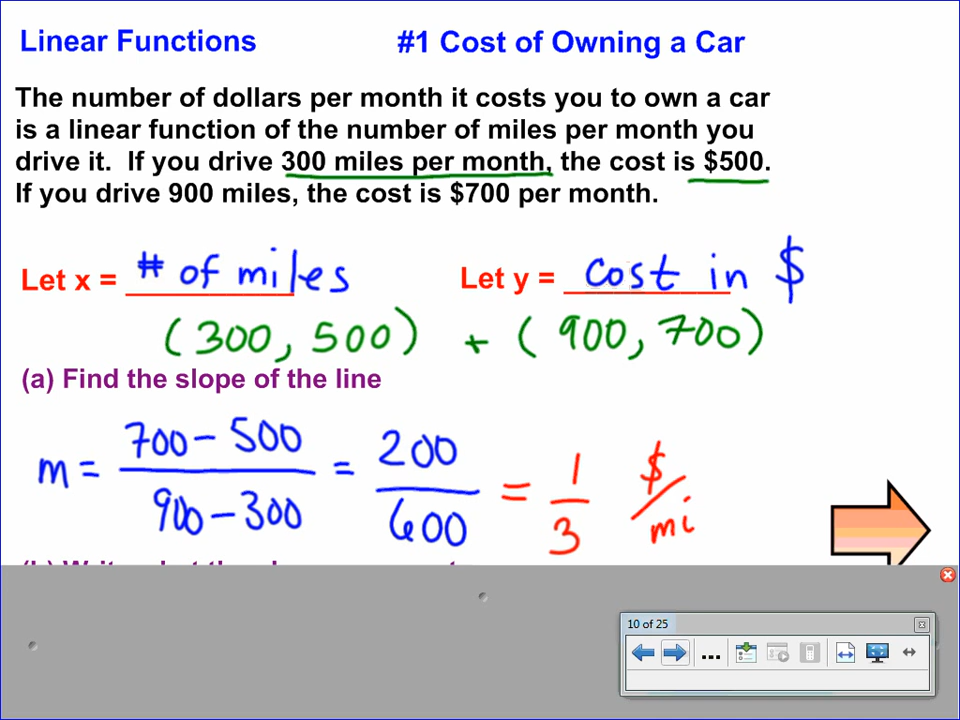 Linear Functions #1 Cost of Owning a Car
The number of dollars per month it costs you to own a car
is a linear function of the number of miles per month you
drive it. If you drive 300 miles per month, the cost is $500.
If you drive 900 miles, the cost is $700 per month.
Let x = # of miles Let y = cost in $
(300, 500) + (900, 700)
(a) Find the slope of the line
m = 700 - 500 / 900 - 300 = 200 / 600 = 1 / 3 $/mi
10 of 25